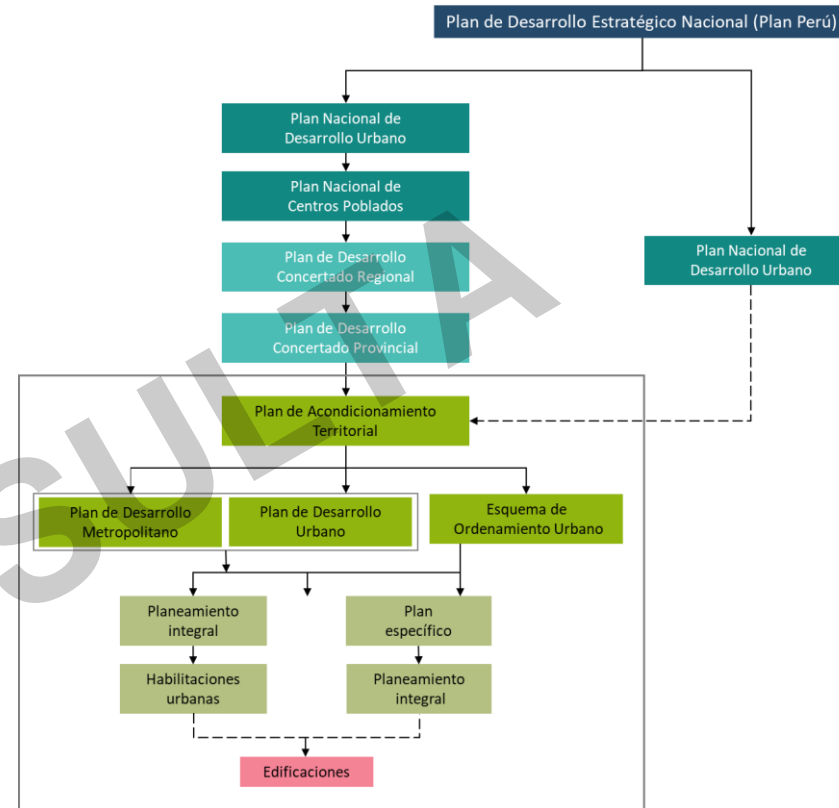 Plan de Desarrollo Estratégico Nacional (Plan Perú)
Plan Nacional de
Desarrollo Urbano
Plan Nacional de
Centros Poblados
Plan de Desarrollo
Concertado Regional
Plan Nacional de
Desarrollo Urbano
Plan de Desarrollo
Concertado Provincial
Plan de Acondicionamiento
Territorial
Plan de Desarrollo
Metropolitano
Plan de Desarrollo
Urbano
Esquema de
Ordenamiento Urbano
Planeamiento
integral
Plan
específico
Habilitaciones
urbanas
Planeamiento
integral
Edificaciones
SULTA